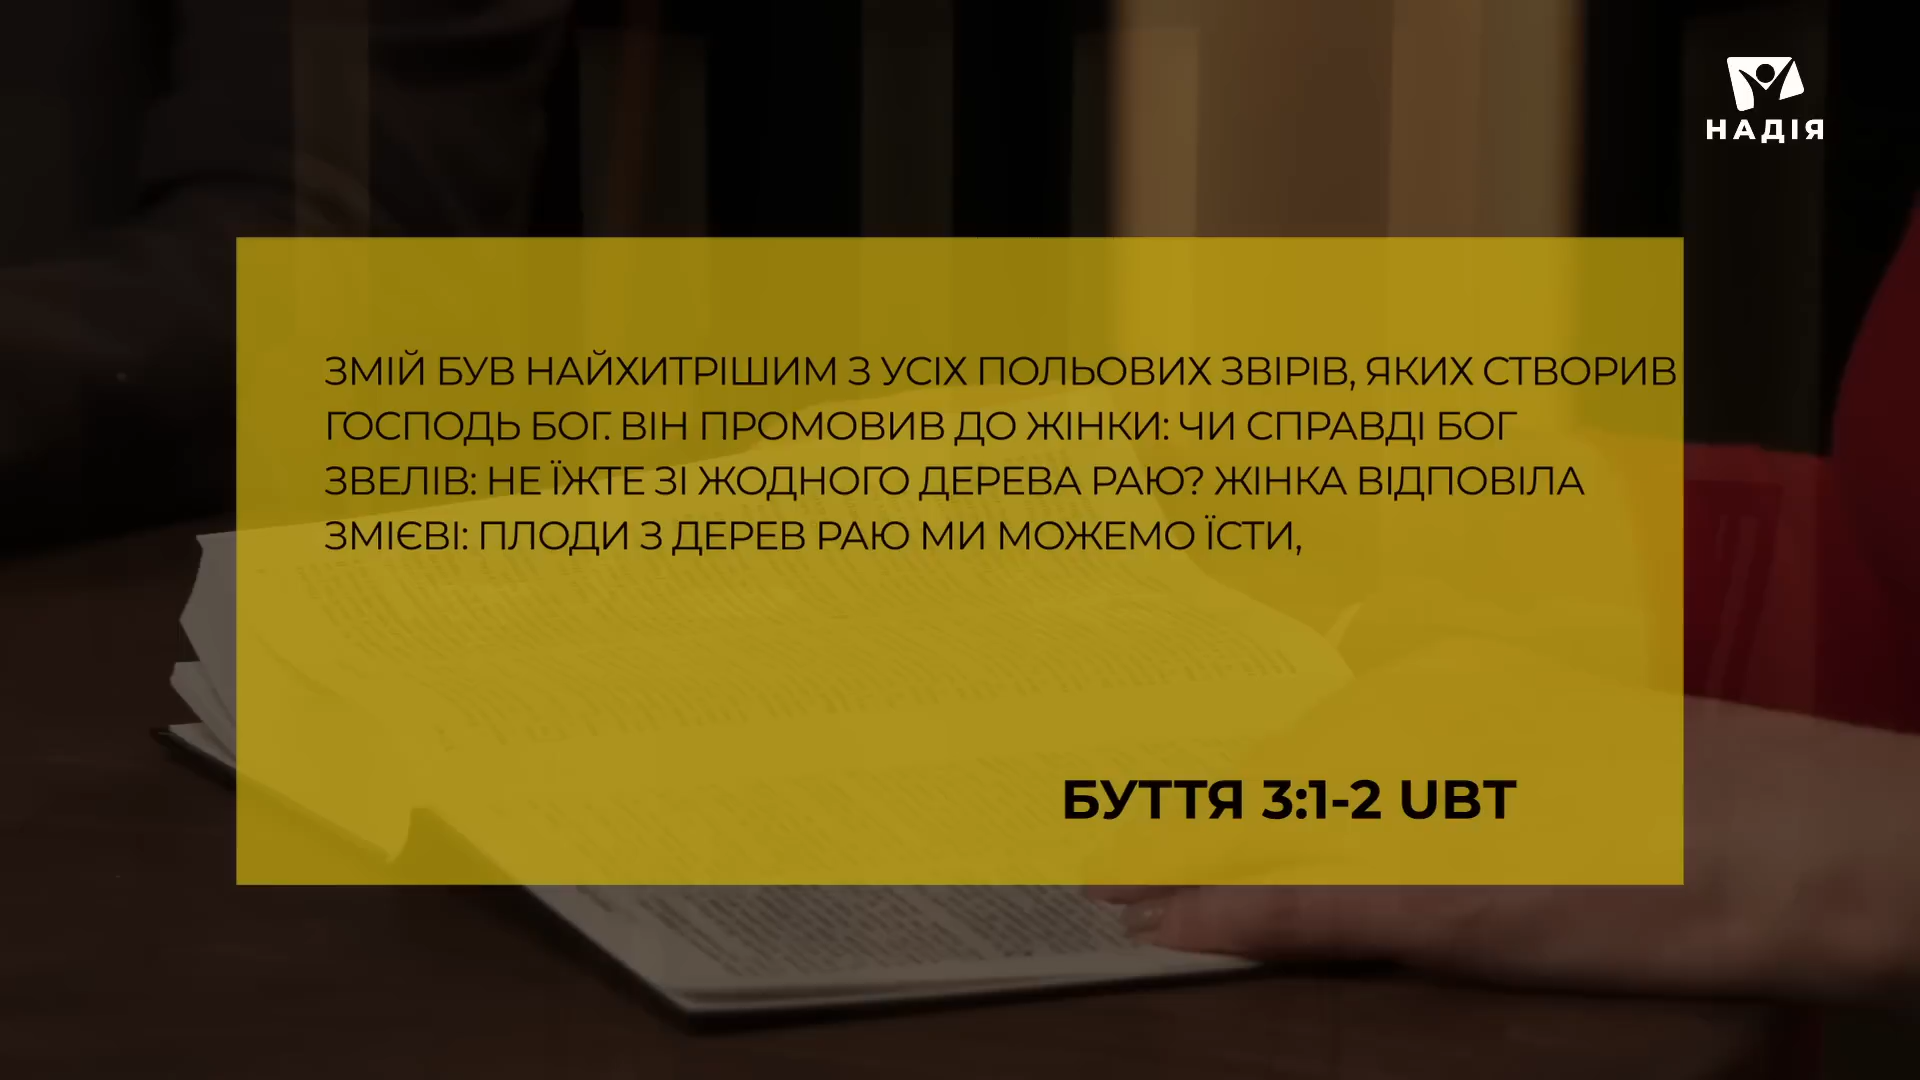 НАДІЯ
ЗМІЙ БУВ НАЙХИТРІШИМ З УСІХ ПОЛЬОВИХ ЗВІРІВ, ЯКИХ СТВОРИВ
ГОСПОДЬ БОГ. ВІН ПРОМОВИВ ДО ЖІНКИ: ЧИ СПРАВДІ БОГ
ЗВЕЛІВ: НЕ ЇЖТЕ ЗІ ЖОДНОГО ДЕРЕВА РАЮ? ЖІНКА ВІДПОВІЛА
ЗМІЄВІ: ПЛОДИ З ДЕРЕВ РАЮ МИ МОЖЕМО ЇСТИ,
БУТТЯ 3:1-2 UBT